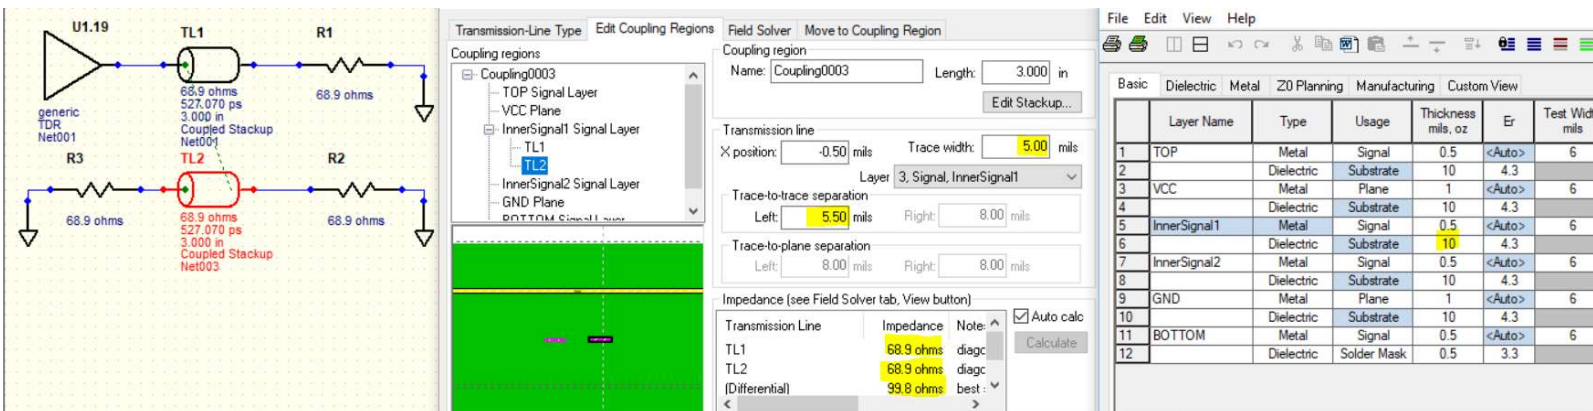 U1.19
TL1
R1
68.9 ohms
527.070 ps
3.000 in
Coupled Stackup
Net001
68.9 ohms
generic
TDR
Net001
R3
TL2
R2
68.9 ohms
68.9 ohms
527.070 ps
3.000 in
Coupled Stackup
Net003
68.9 ohms
Transmission-Line Type Edit Coupling Regions Field Solver Move to Coupling Region
Coupling regions
Coupling0003
TOP Signal Layer
VCC Plane
InnerSignal1 Signal Layer
TL1
TL2
InnerSignal2 Signal Layer
GND Plane
BOTTOM Signal Layer
Coupling region
Name: Coupling0003 Length: 3.000 in
Edit Stackup...
Transmission line
X position: -0.50 mils Trace width: 5.00 mils
Layer 3, Signal, InnerSignal1
Trace-to-trace separation
Left: 5.50 mils Right: 8.00 mils
Trace-to-plane separation
Left: 8.00 mils Right: 8.00 mils
Impedance (see Field Solver tab, View button)
Transmission Line Impedance Note:
TL1 68.9 ohms diagc
TL2 68.9 ohms diagc
(Differential) 99.8 ohms best :
Auto calc
Calculate
File Edit View Help
Basic Dielectric Metal Z0 Planning Manufacturing Custom View
Layer Name Type Usage Thickness mils, oz Er Test Widt mils
1 TOP Metal Signal 0.5 <Auto> 6
2 Dielectric Substrate 10 4.3
3 VCC Metal Plane 1 <Auto> 6
4 Dielectric Substrate 10 4.3
5 InnerSignal1 Metal Signal 0.5 <Auto> 6
6 Dielectric Substrate 10 4.3
7 InnerSignal2 Metal Signal 0.5 <Auto> 6
8 Dielectric Substrate 10 4.3
9 GND Metal Plane 1 <Auto> 6
10 Dielectric Substrate 10 4.3
11 BOTTOM Metal Signal 0.5 <Auto> 6
12 Dielectric Solder Mask 0.5 3.3